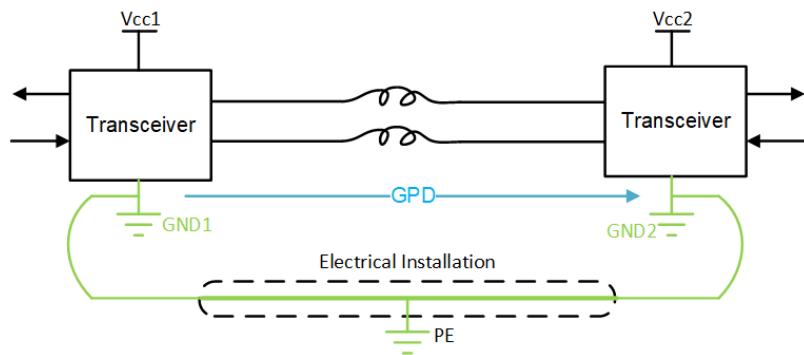 Vcc1
Vcc2
Transceiver
Transceiver
GPD
GND1
GND2
Electrical Installation
PE